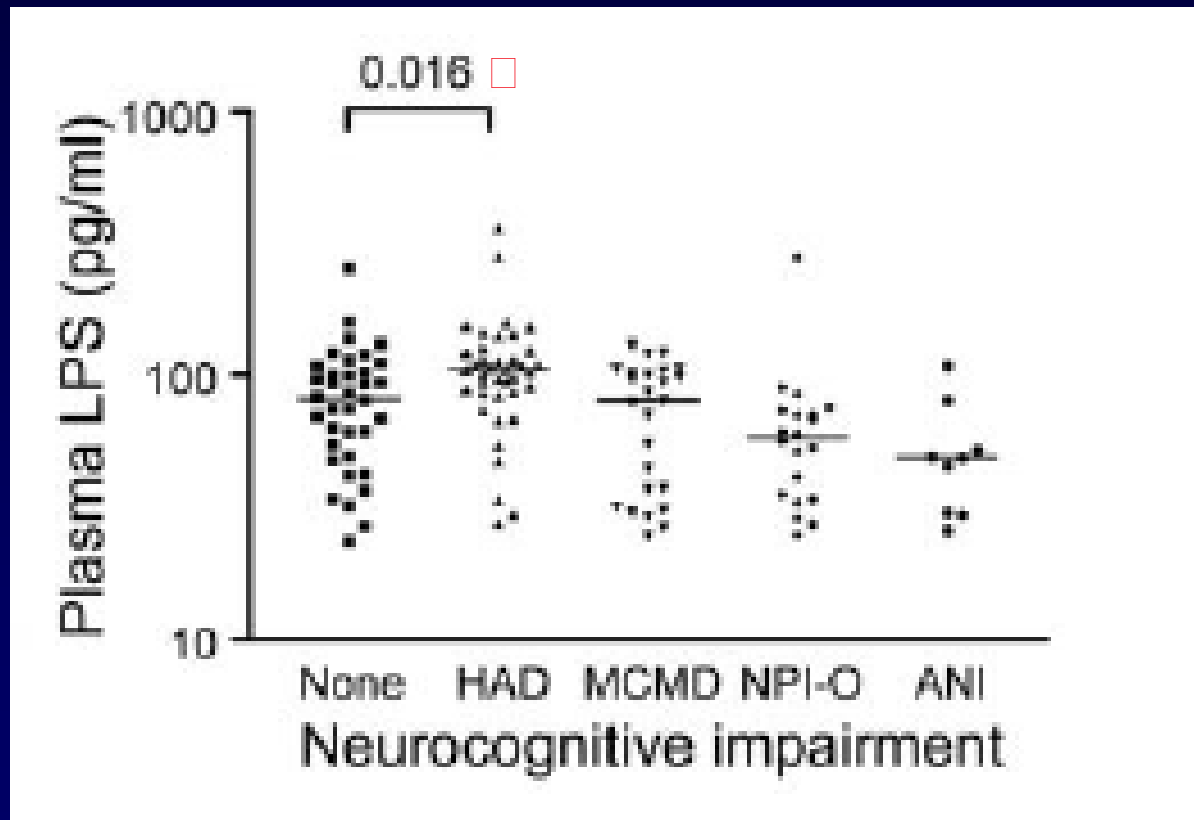 0.016
1000
100
10
Plasma LPS (pg/ml)
None HAD MCMD NPI-O ANI
Neurocognitive impairment